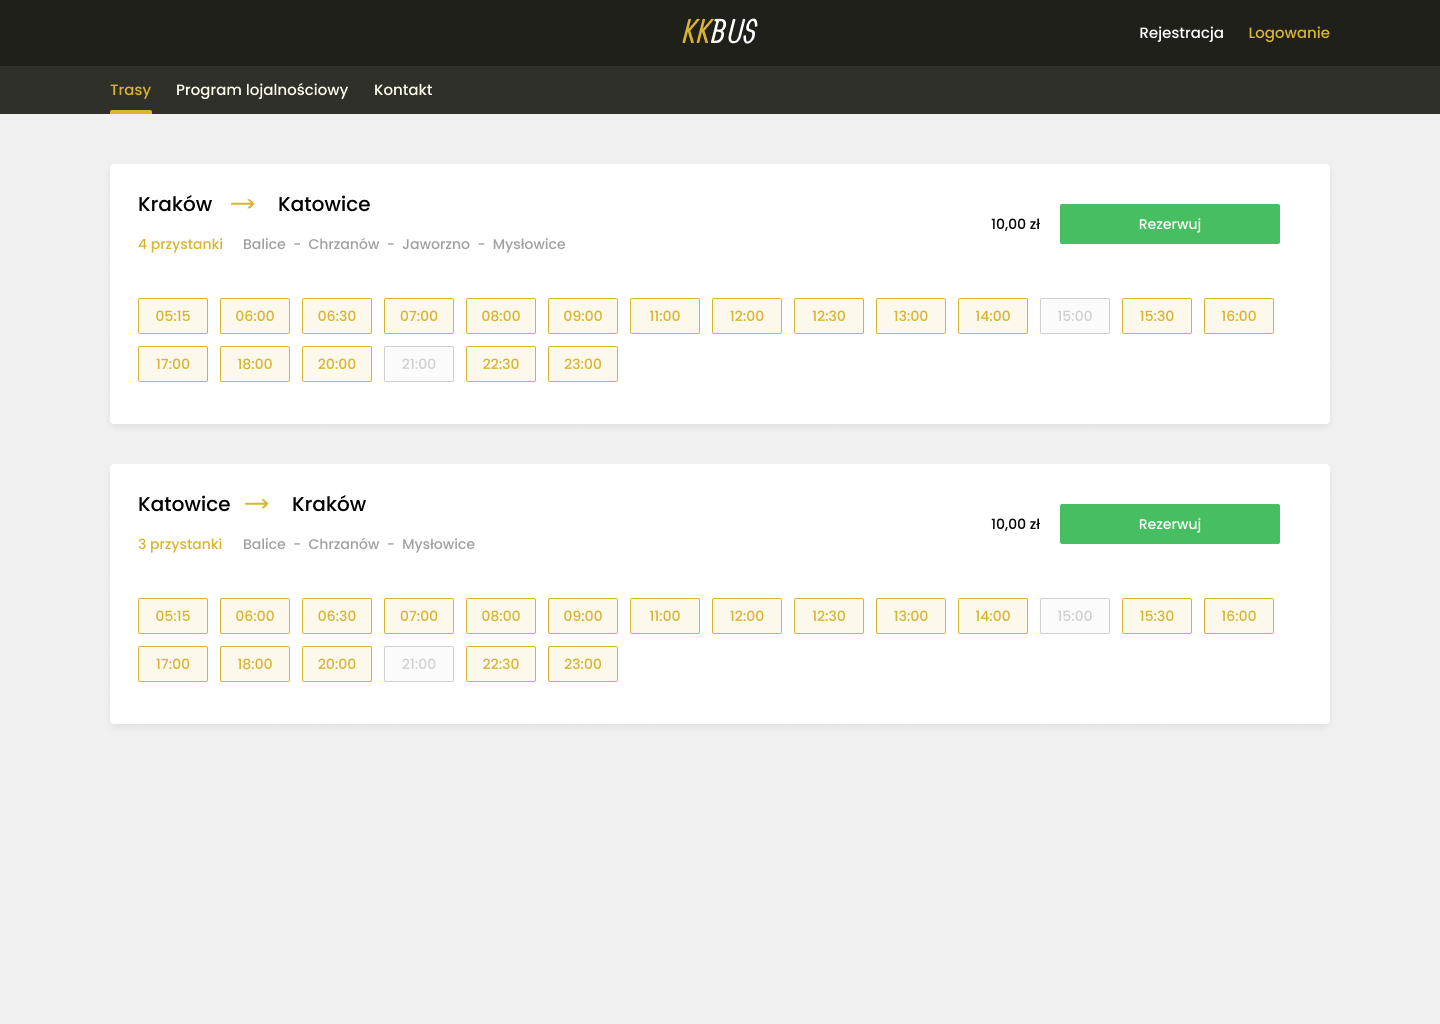 KKBUS
Rejestracja Logowanie
Trasy Program lojalnościowy Kontakt
Kraków → Katowice
10,00 zł Rezerwuj
4 przystanki Balice - Chrzanów - Jaworzno - Mysłowice
05:15 06:00 06:30 07:00 08:00 09:00 11:00 12:00 12:30 13:00 14:00 15:00 15:30 16:00
17:00 18:00 20:00 21:00 22:30 23:00
Katowice → Kraków
10,00 zł Rezerwuj
3 przystanki Balice - Chrzanów - Mysłowice
05:15 06:00 06:30 07:00 08:00 09:00 11:00 12:00 12:30 13:00 14:00 15:00 15:30 16:00
17:00 18:00 20:00 21:00 22:30 23:00